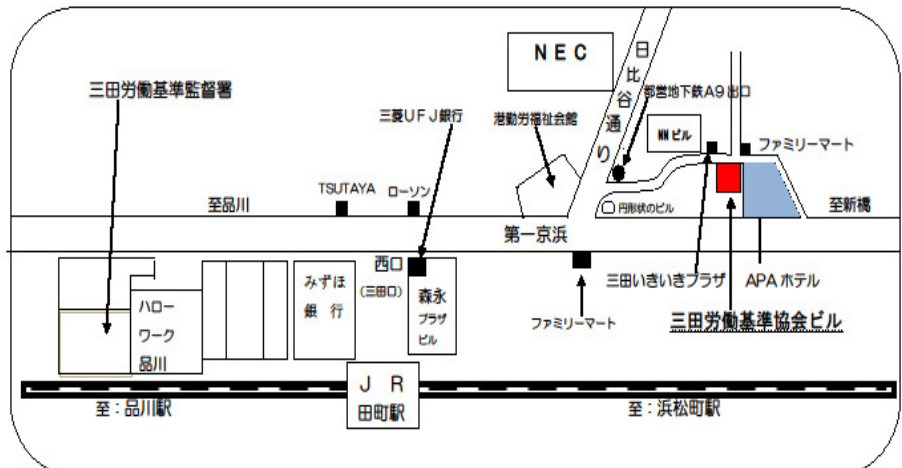 NEC
日比谷通り
三田労働基準監督署
都営地下鉄A9出口
三菱UFJ銀行
港勤労福祉会館
NNビル
ファミリーマート
TSUTAYA
ローソン
至品川
円形状のビル
至新橋
第一京浜
西口
(三田口)
みずほ
銀行
森永
プラザ
ビル
ハロー
ワーク
品川
三田いきいきプラザ
APAホテル
ファミリーマート
三田労働基準協会ビル
JR
田町駅
至:品川駅
至:浜松町駅